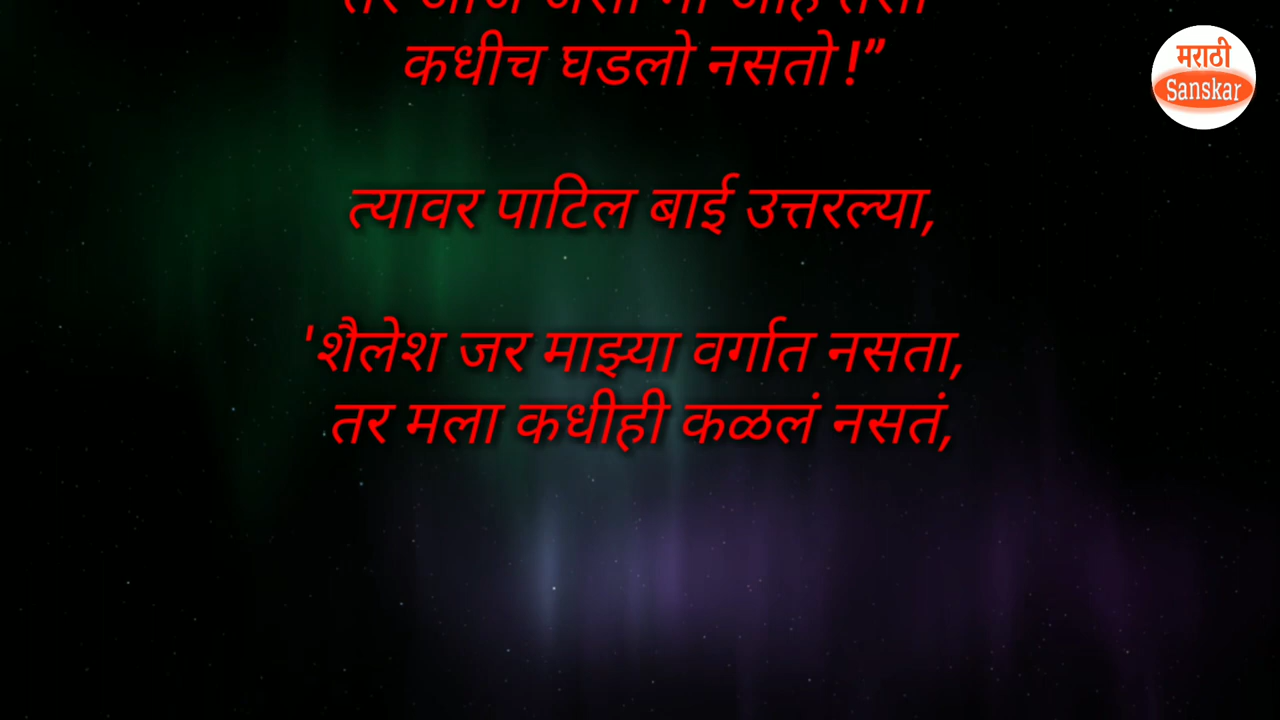 कधीच घडलो नसतो!”
त्यावर पाटिल बाई उत्तरल्या,
'शैलेश जर माझ्या वर्गात नसता,
तर मला कधीही कळलं नसतं,
मराठी
Sanskar